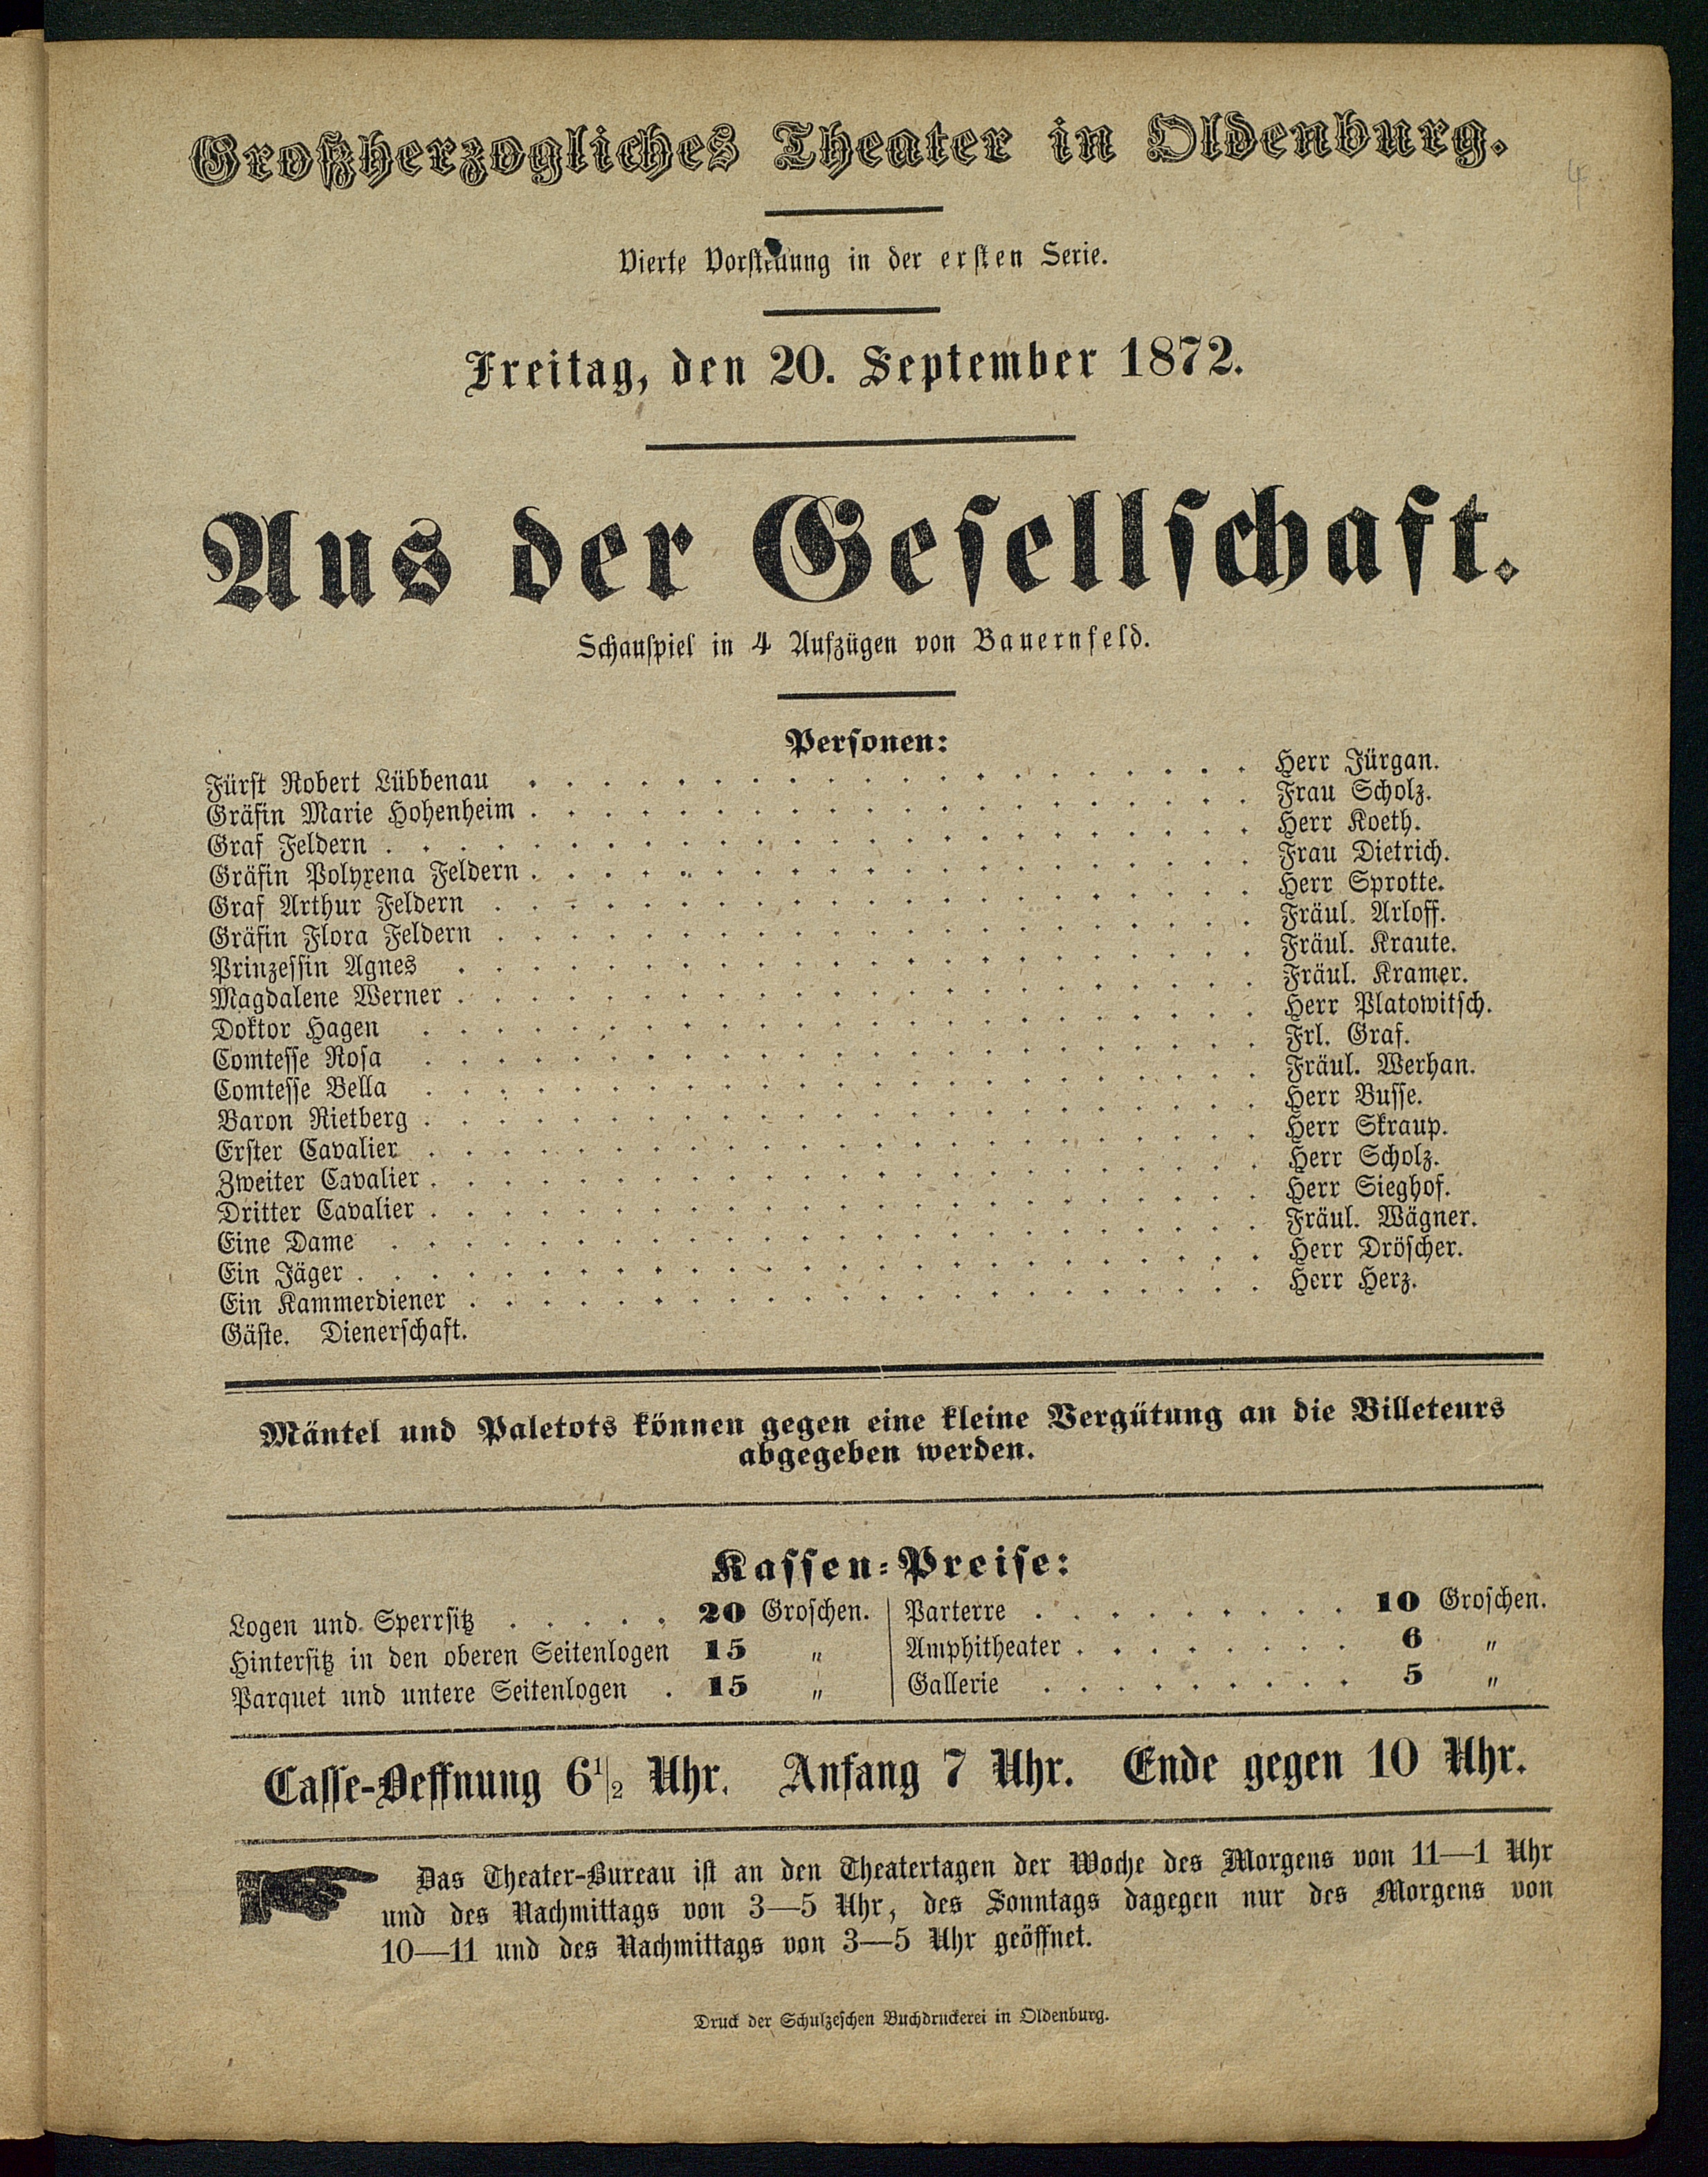 Großherzogliches Theater in Oldenburg.
4
Vierte Vorstellung in der ersten Serie.
Freitag, den 20. September 1872.
Aus der Gesellschaft.
Schauspiel in 4 Aufzügen von Bauernfeld.
Personen:
Fürst Robert Lübbenau . . . . . Herr Jürgan.
Gräfin Marie Hohenheim . . . . . Frau Scholz.
Graf Feldern . . . . . Herr Koeth.
Gräfin Polyxena Feldern . . . . . Frau Dietrich.
Graf Arthur Feldern . . . . . Herr Sprotte.
Gräfin Flora Feldern . . . . . Fräul. Arloff.
Prinzessin Agnes . . . . . Fräul. Kraute.
Magdalene Werner . . . . . Fräul. Kramer.
Doktor Hagen . . . . . Herr Platowitsch.
Comtesse Rosa . . . . . Frl. Graf.
Comtesse Bella . . . . . Fräul. Werhan.
Baron Rietberg . . . . . Herr Busse.
Erster Cavalier . . . . . Herr Skraup.
Zweiter Cavalier . . . . . Herr Scholz.
Dritter Cavalier . . . . . Herr Sieghof.
Eine Dame . . . . . Fräul. Wägner.
Ein Jäger . . . . . Herr Dröscher.
Ein Kammerdiener . . . . . Herr Herz.
Gäste. Dienerschaft.
Mäntel und Paletots können gegen eine kleine Vergütung an die Billeteurs
abgegeben werden.
Kassen-Preise:
Logen und Sperrsitz . . . . . 20 Groschen.
Hintersitz in den oberen Seitenlogen 15 "
Parquet und untere Seitenlogen . 15 "
Parterre . . . . . 10 Groschen.
Amphitheater . . . . . 6 "
Gallerie . . . . . 5 "
Casse-Oeffnung 6 1/2 Uhr. Anfang 7 Uhr. Ende gegen 10 Uhr.
Das Theater-Bureau ist an den Theatertagen der Woche des Morgens von 11—1 Uhr
und des Nachmittags von 3—5 Uhr, des Sonntags dagegen nur des Morgens von
10—11 und des Nachmittags von 3—5 Uhr geöffnet.
Druck der Schulzeschen Buchdruckerei in Oldenburg.